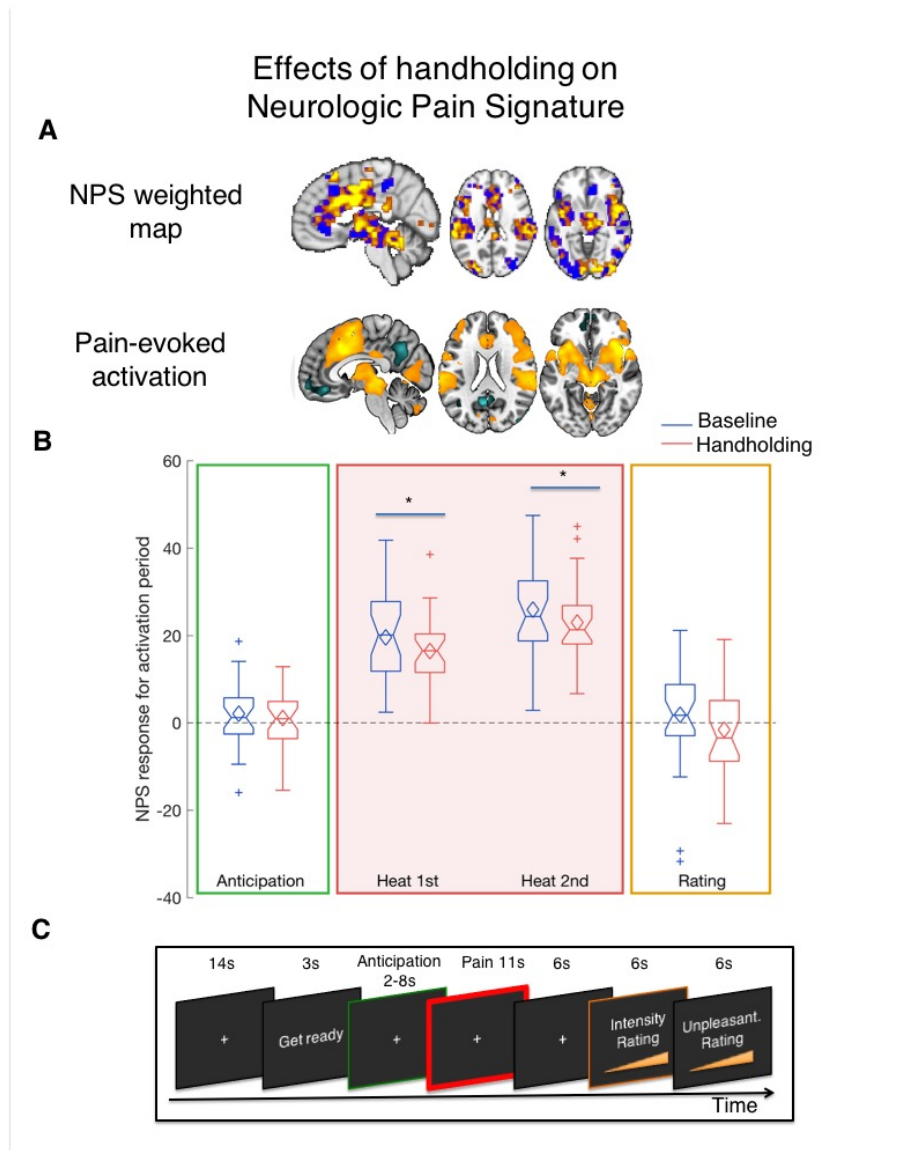 Effects of handholding on
Neurologic Pain Signature
A
NPS weighted
map
Pain-evoked
activation
Baseline
Handholding
B
NPS response for activation period
60
40
20
0
-20
-40
*
*
Anticipation
Heat 1st
Heat 2nd
Rating
C
14s
3s
Anticipation
2-8s
Pain 11s
6s
6s
6s
+
Get ready
+
+
+
Intensity
Rating
Unpleasant.
Rating
Time